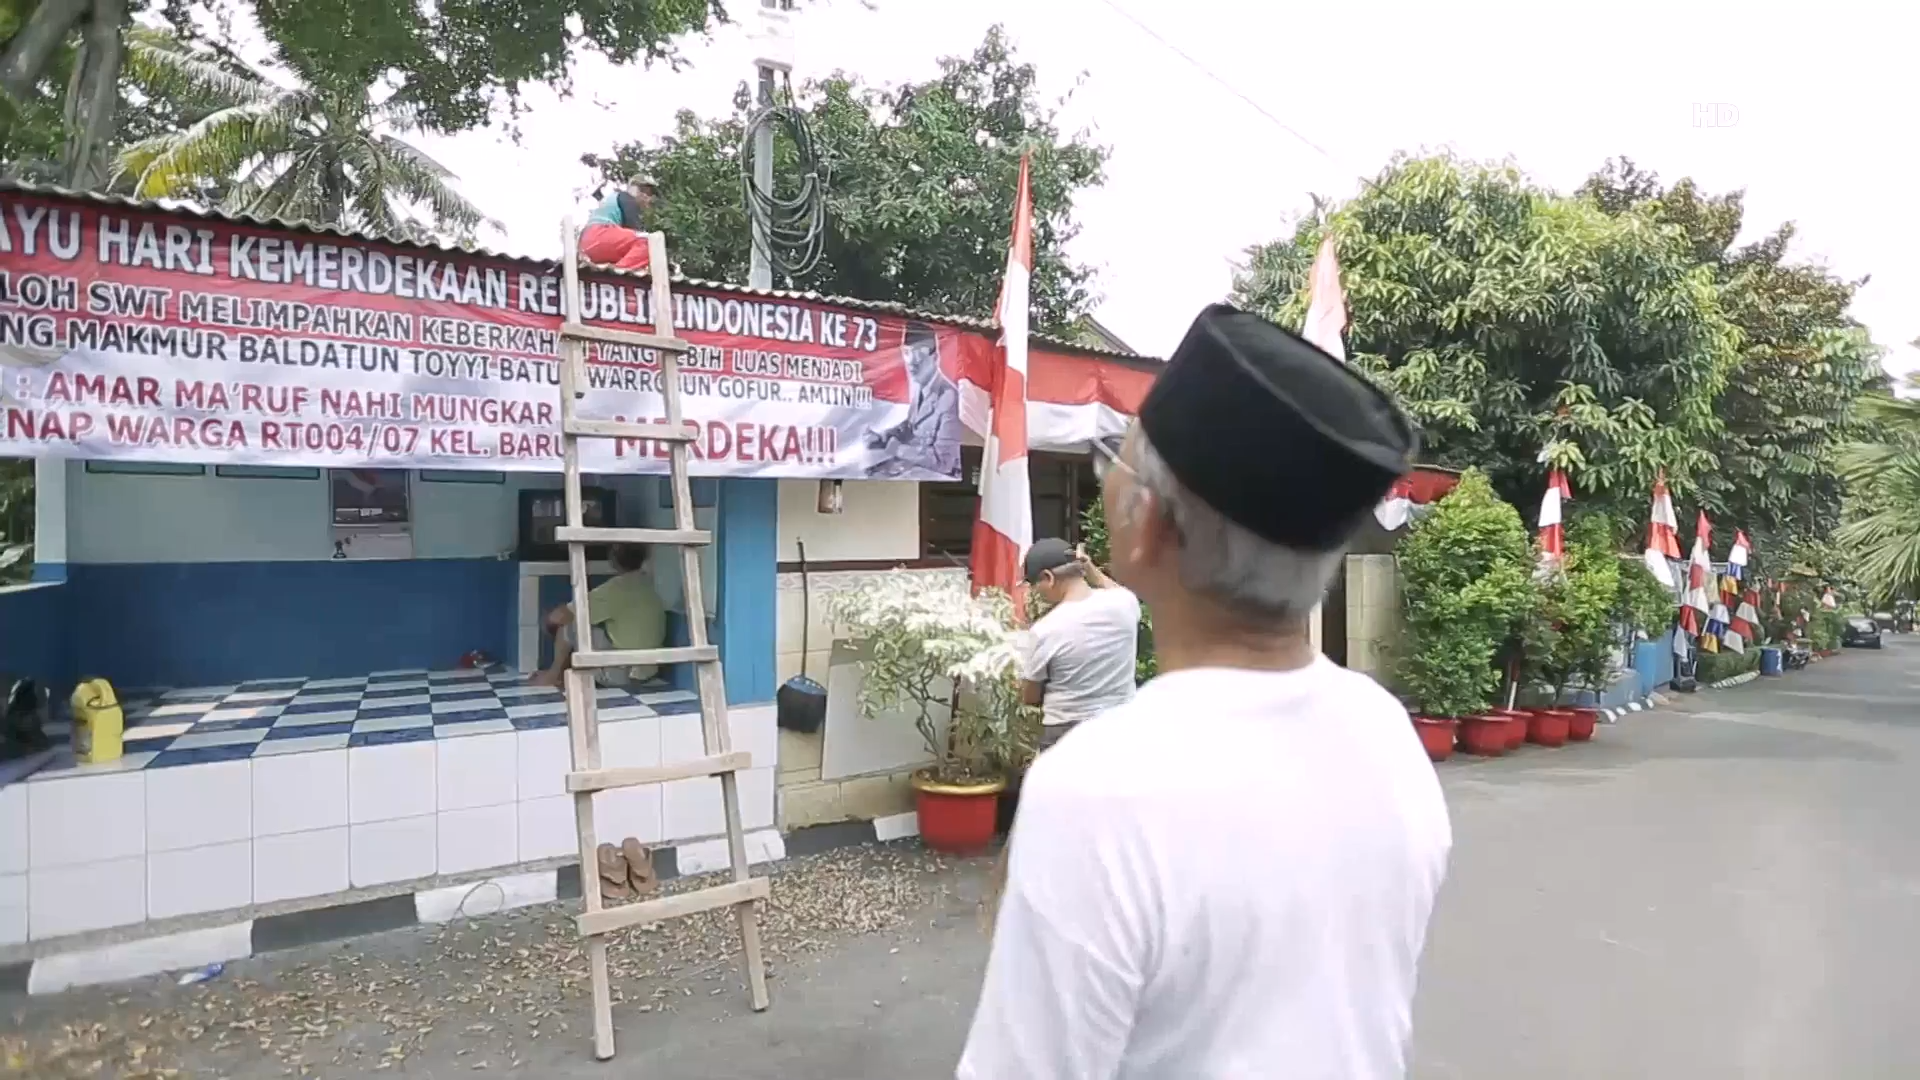 HD
AYU HARI KEMERDEKAAN REPUBLIK INDONESIA KE 73
LOH SWT MELIMPAHKAN KEBERKAHAN YANG LEBIH LUAS MENJADI
NG MAKMUR BALDATUN TOYYI BATUN WARROBUN GOFUR.. AMIIN !!!
: AMAR MA'RUF NAHI MUNGKAR
ENAP WARGA RT004/07 KEL. BARU MERDEKA!!!